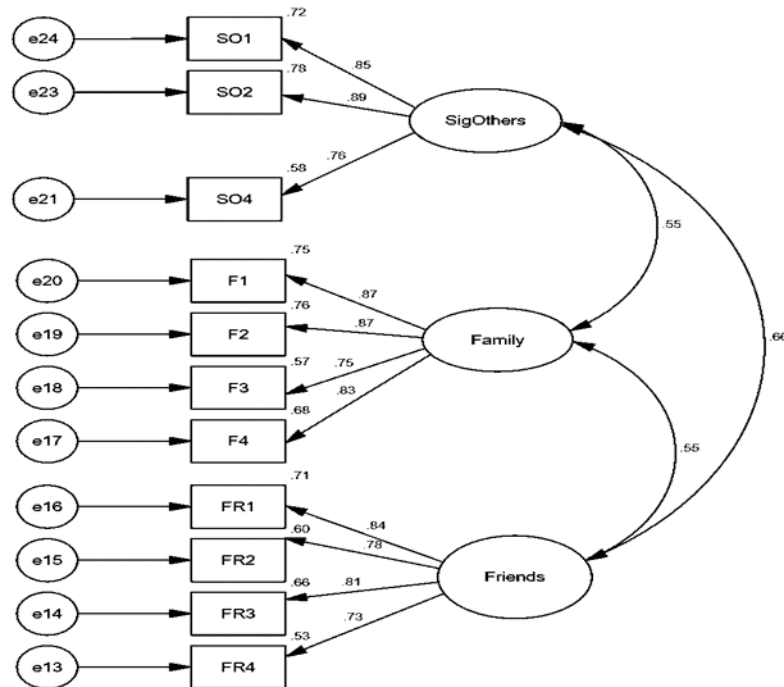 .72
e24
SO1
.78
.85
e23
SO2
.89
SigOthers
.76
.58
e21
SO4
.55
.75
e20
F1
.76
.87
e19
F2
.87
Family
.57
.75
e18
F3
.83
.68
e17
F4
.55
.71
e16
FR1
.84
.60
.78
e15
FR2
Friends
.66
.81
e14
FR3
.73
.53
e13
FR4